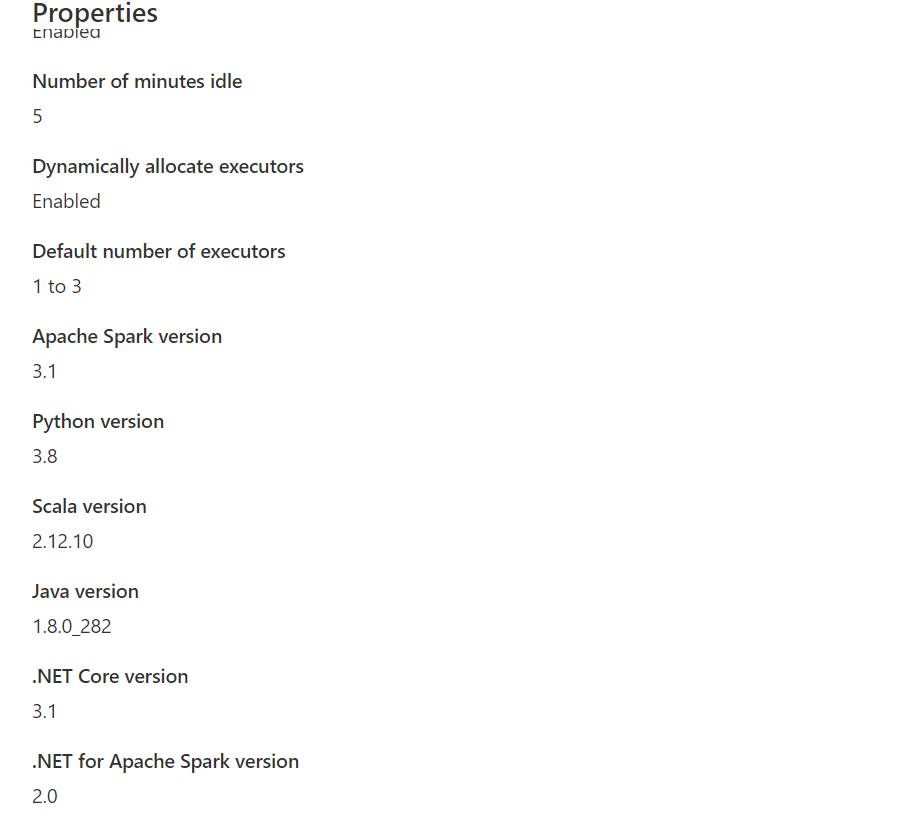 Properties
Enabled
Number of minutes idle
5
Dynamically allocate executors
Enabled
Default number of executors
1 to 3
Apache Spark version
3.1
Python version
3.8
Scala version
2.12.10
Java version
1.8.0_282
.NET Core version
3.1
.NET for Apache Spark version
2.0